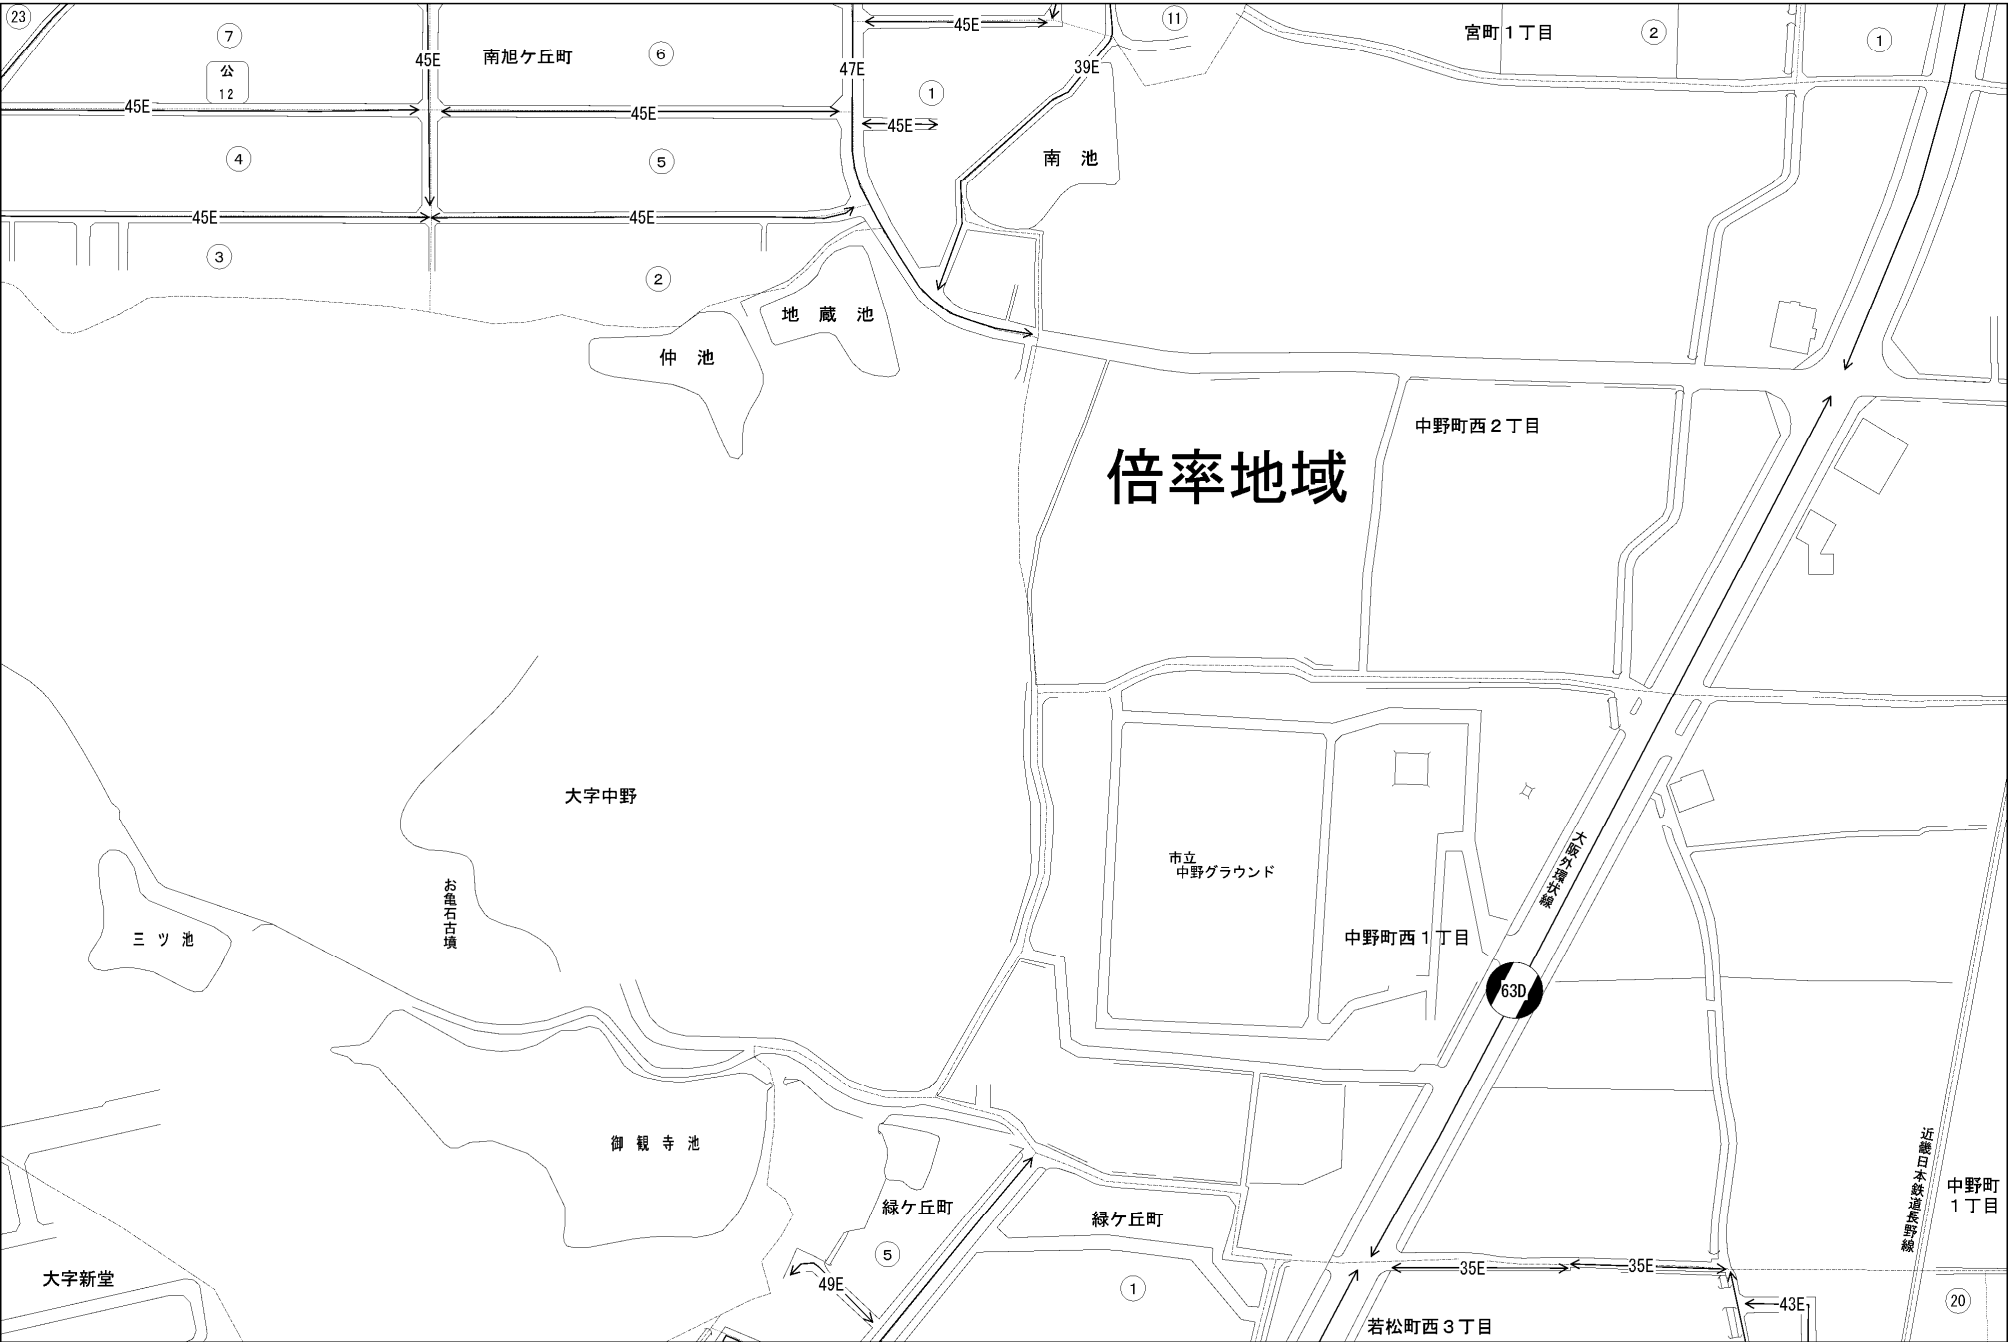 23
7
公
12
45E
南旭ケ丘町
6
47E
45E
39E
11
宮町1丁目
2
1
45E
45E
1
45E
4
5
南 池
45E
45E
3
2
地 蔵 池
仲 池
中野町西2丁目
倍率地域
大字中野
お亀石古墳
三 ツ 池
市立
中野グラウンド
大阪外環状線
中野町西1丁目
63D
御 観 寺 池
緑ケ丘町
5
緑ケ丘町
1
近畿日本鉄道長野線
中野町
1丁目
大字新堂
49E
35E
35E
43E
20
若松町西3丁目